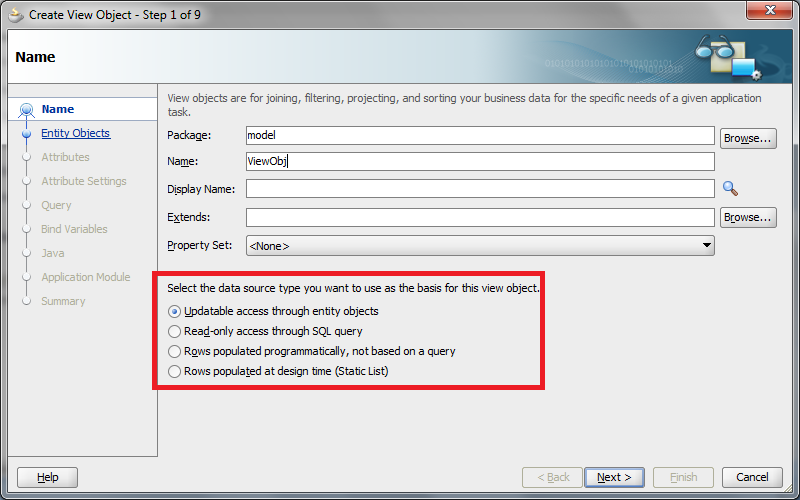 Create View Object - Step 1 of 9
Name
010101010101010101010101
01010101010
Name
Entity Objects
Attributes
Attribute Settings
Query
Bind Variables
Java
Application Module
Summary
View objects are for joining, filtering, projecting, and sorting your business data for the specific needs of a given application
task.
Package: model Browse...
Name: ViewObj
Display Name:
Extends: Browse...
Property Set: <None>
Select the data source type you want to use as the basis for this view object.
Updatable access through entity objects
Read-only access through SQL query
Rows populated programmatically, not based on a query
Rows populated at design time (Static List)
Help < Back Next > Finish Cancel